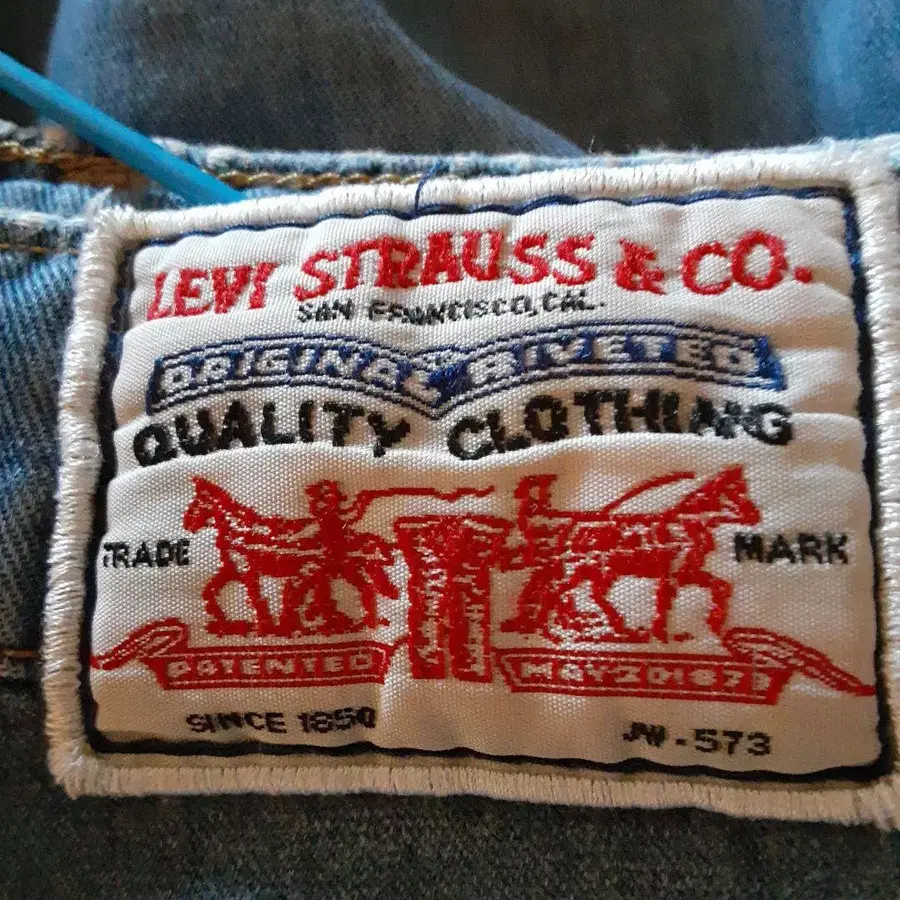 LEVI STRAUSS & CO.
SAN FRANCISCO, CAL.
ORIGINAL RIVETED
QUALITY CLOTHING
TRADE MARK
PATENTED MAY 20 1873
SINCE 1850 JW-573